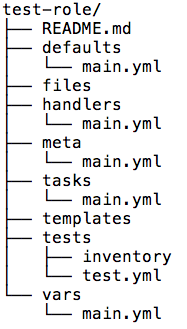 test-role/
├── README.md
├── defaults
│   └── main.yml
├── files
├── handlers
│   └── main.yml
├── meta
│   └── main.yml
├── tasks
│   └── main.yml
├── templates
├── tests
│   ├── inventory
│   └── test.yml
└── vars
    └── main.yml